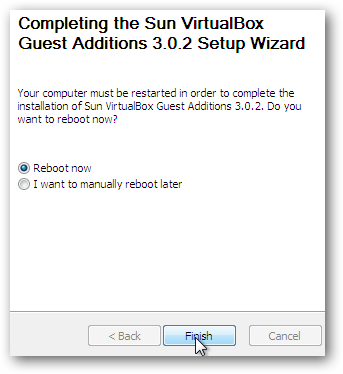 Completing the Sun VirtualBox
Guest Additions 3.0.2 Setup Wizard
Your computer must be restarted in order to complete the
installation of Sun VirtualBox Guest Additions 3.0.2. Do you
want to reboot now?
Reboot now
I want to manually reboot later
< Back
Finish
Cancel